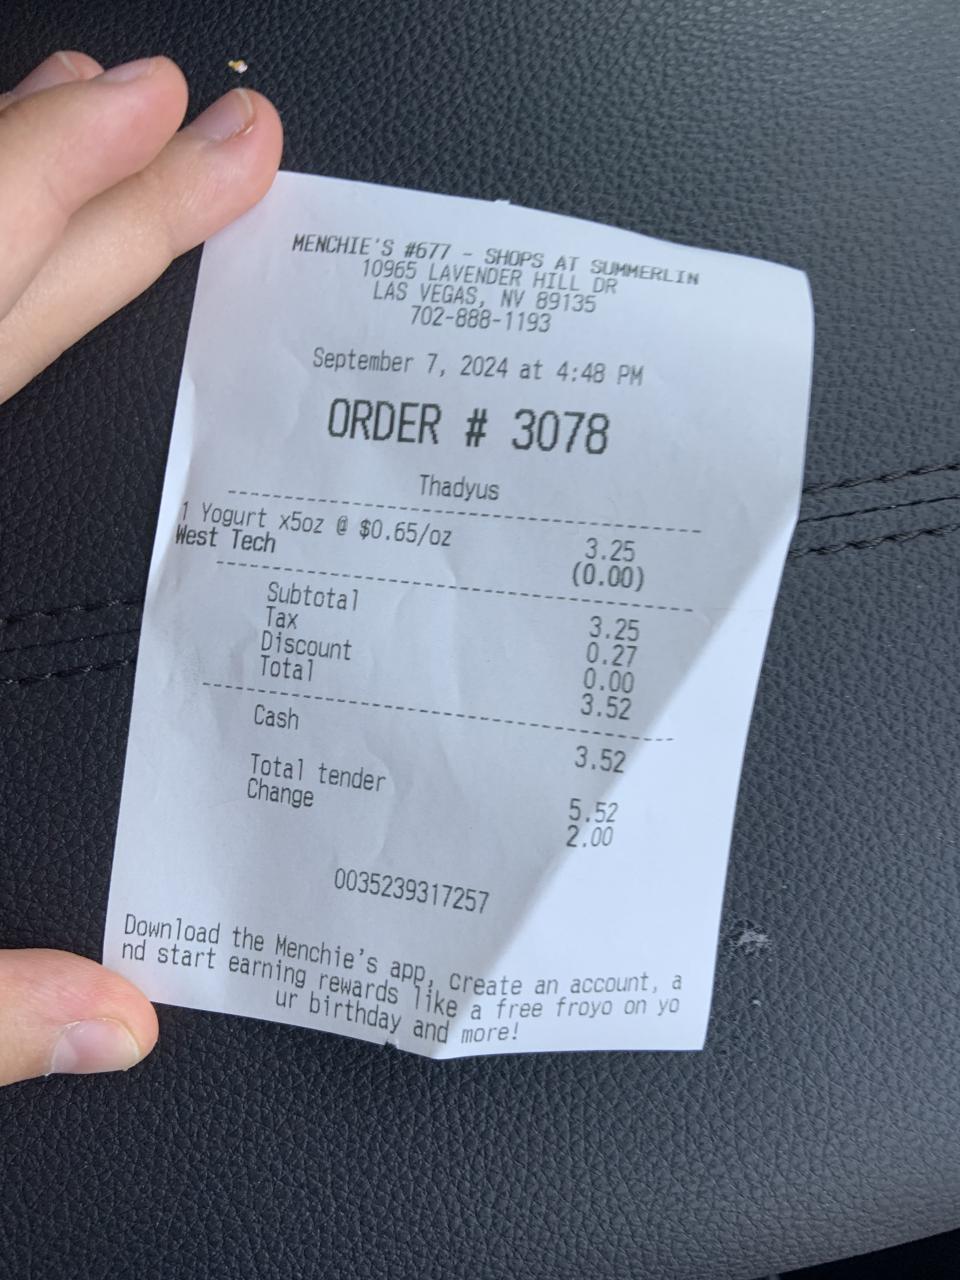 MENCHIE'S #677 - SHOPS AT SUMMERLIN
10965 LAVENDER HILL DR
LAS VEGAS, NV 89135
702-888-1193
September 7, 2024 at 4:48 PM
ORDER # 3078
Thadyus
1 Yogurt x5oz @ $0.65/oz 3.25
West Tech (0.00)
Subtotal 3.25
Tax 0.27
Discount 0.00
Total 3.52
Cash 3.52
Total tender 5.52
Change 2.00
0035239317257
Download the Menchie's app, create an account, a
nd start earning rewards like a free froyo on yo
ur birthday and more!